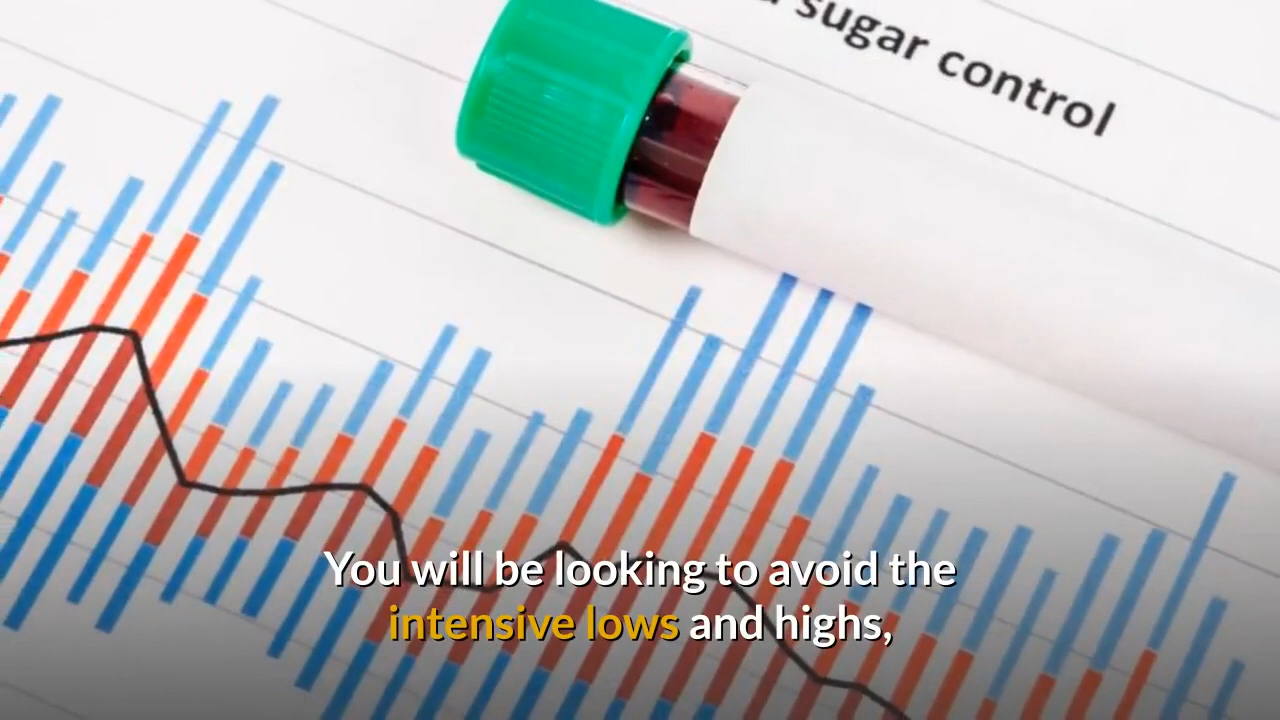 sugar control
You will be looking to avoid the
intensive lows and highs,